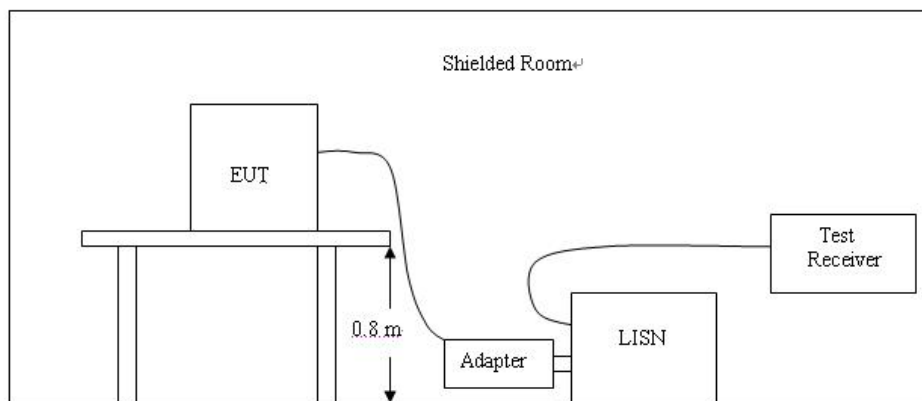 Shielded Room↵
EUT
Test
Receiver
0.8 m
LISN
Adapter